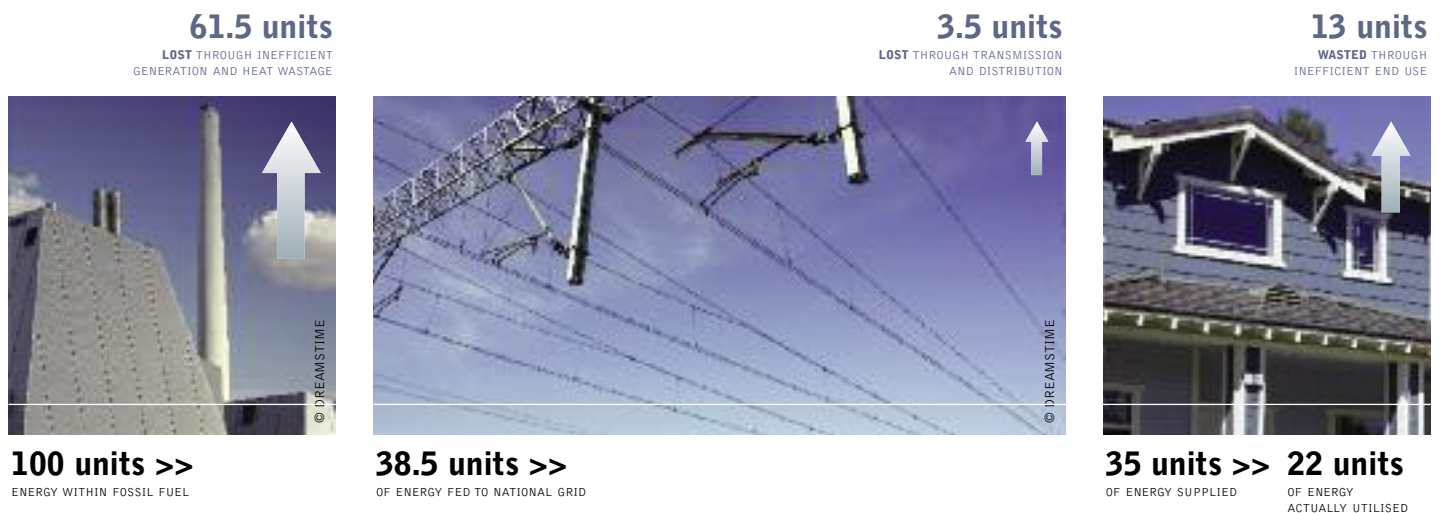 61.5 units
LOST THROUGH INEFFICIENT
GENERATION AND HEAT WASTAGE
3.5 units
LOST THROUGH TRANSMISSION
AND DISTRIBUTION
13 units
WASTED THROUGH
INEFFICIENT END USE
© DREAMSTIME
© DREAMSTIME
100 units >>
ENERGY WITHIN FOSSIL FUEL
38.5 units >>
OF ENERGY FED TO NATIONAL GRID
35 units >>
OF ENERGY SUPPLIED
22 units
OF ENERGY
ACTUALLY UTILISED